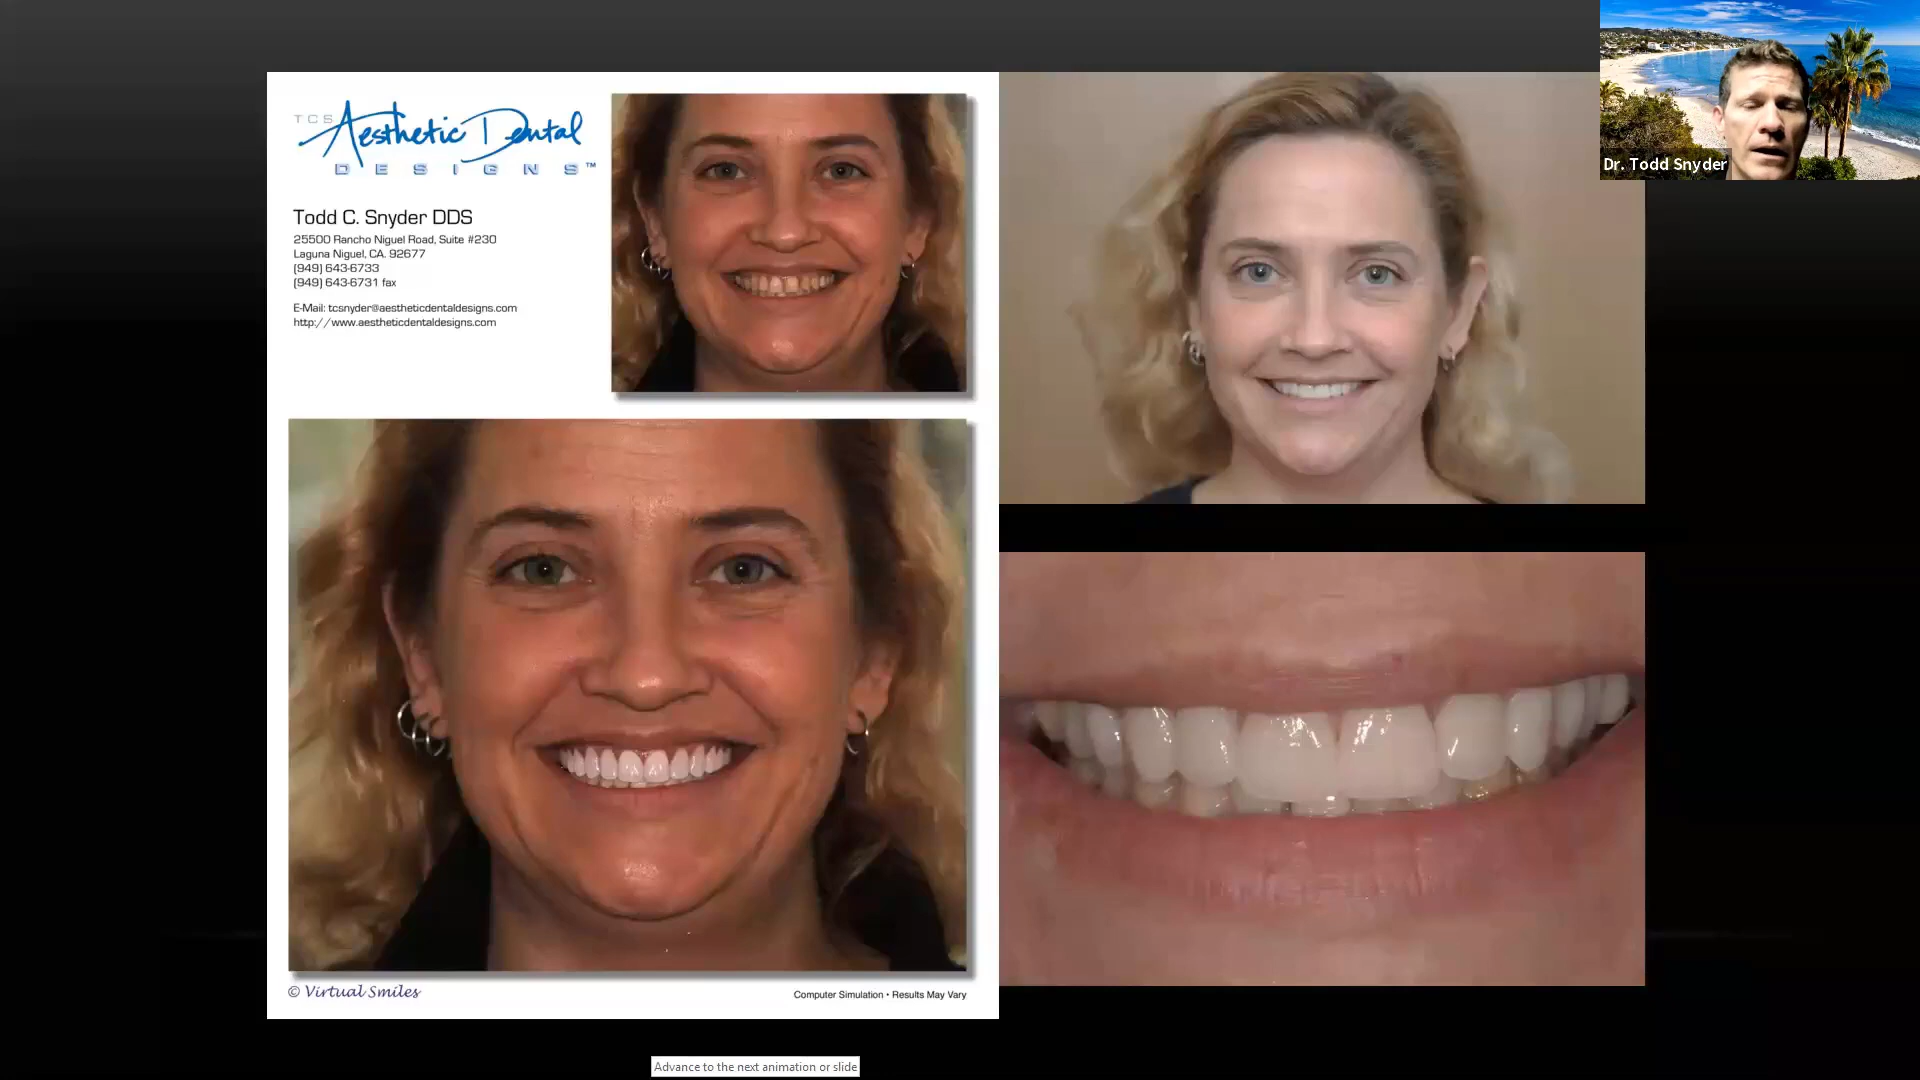 TCS
Aesthetic Dental
DESIGNS™
Todd C. Snyder DDS
25500 Rancho Niguel Road, Suite #230
Laguna Niguel, CA. 92677
(949) 643-6733
(949) 643-6731 fax
E-Mail: tcsnyder@aestheticdentaldesigns.com
http://www.aestheticdentaldesigns.com
© Virtual Smiles
Computer Simulation • Results May Vary
Dr. Todd Snyder
Advance to the next animation or slide